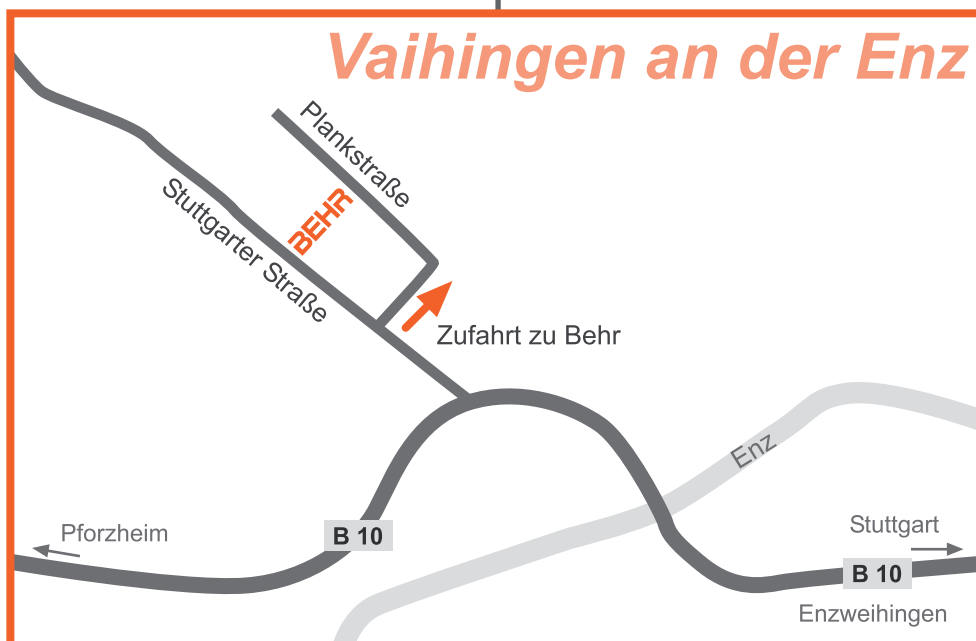 Vaihingen an der Enz
Plankstraße
BEHR
Stuttgarter Straße
Zufahrt zu Behr
Enz
Pforzheim
B 10
Stuttgart
B 10
Enzweihingen